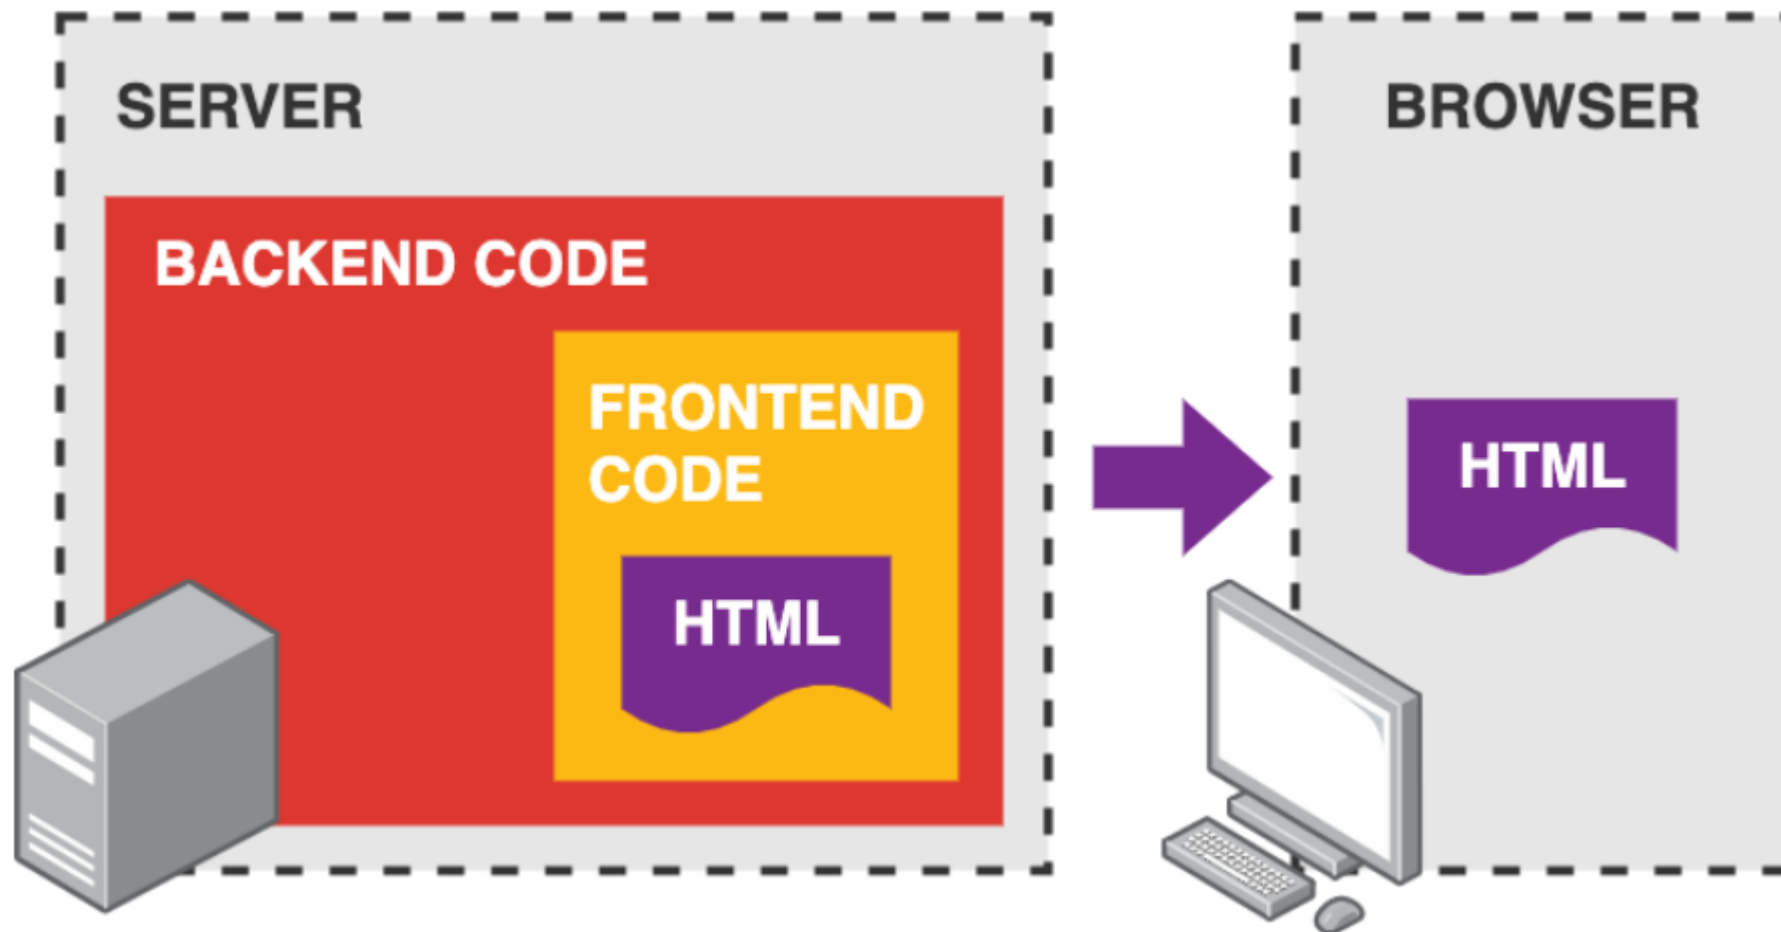 SERVER
BACKEND CODE
FRONTEND
CODE
HTML
BROWSER
HTML